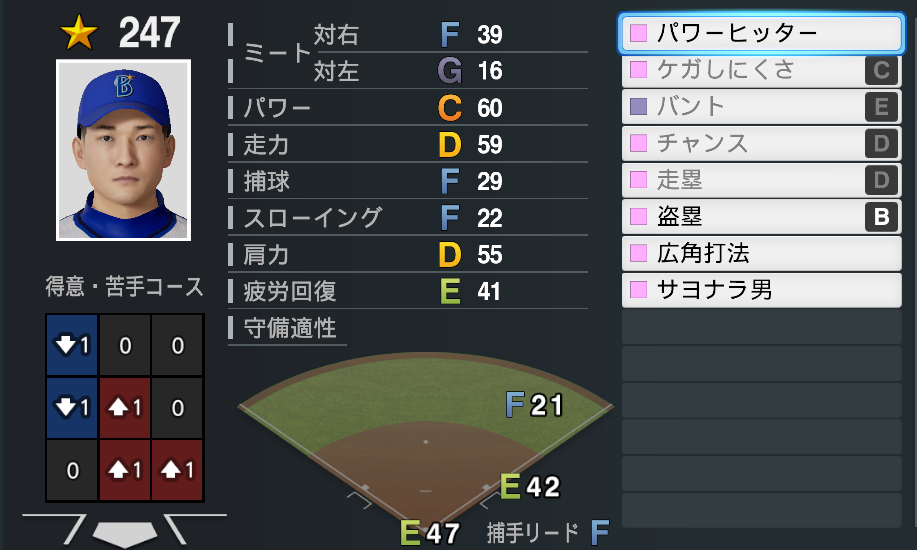 247
ミート
対右 F 39
対左 G 16
パワー C 60
走力 D 59
捕球 F 29
スローイング F 22
肩力 D 55
疲労回復 E 41
守備適性
得意・苦手コース
1 0 0
1 1 0
0 1 1
F 21
E 42
E 47 捕手リード F
パワーヒッター
ケガしにくさ C
バント E
チャンス D
走塁 D
盗塁 B
広角打法
サヨナラ男
B